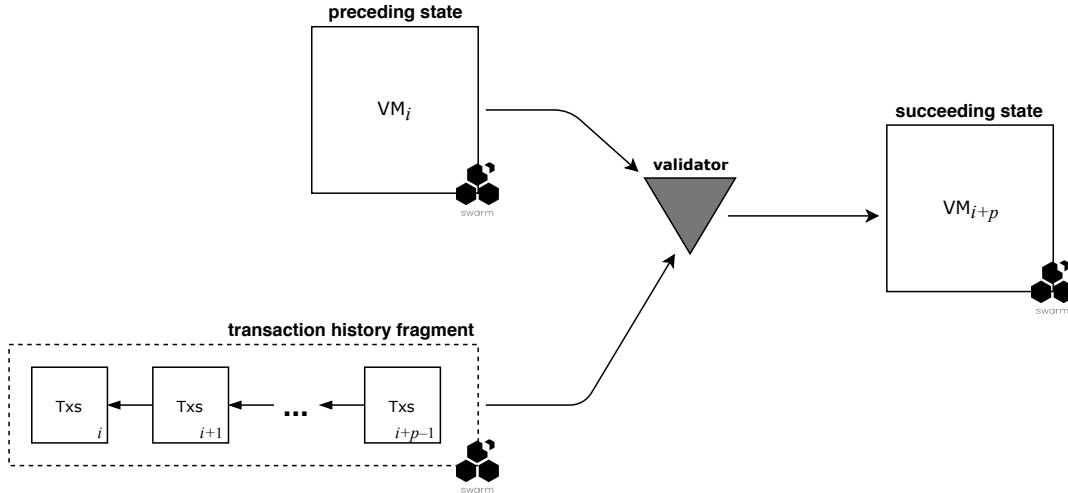 preceding state
VMi
swarm
validator
succeeding state
VMi+p
swarm
transaction history fragment
Txs
i
Txs
i+1
...
Txs
i+p–1
swarm